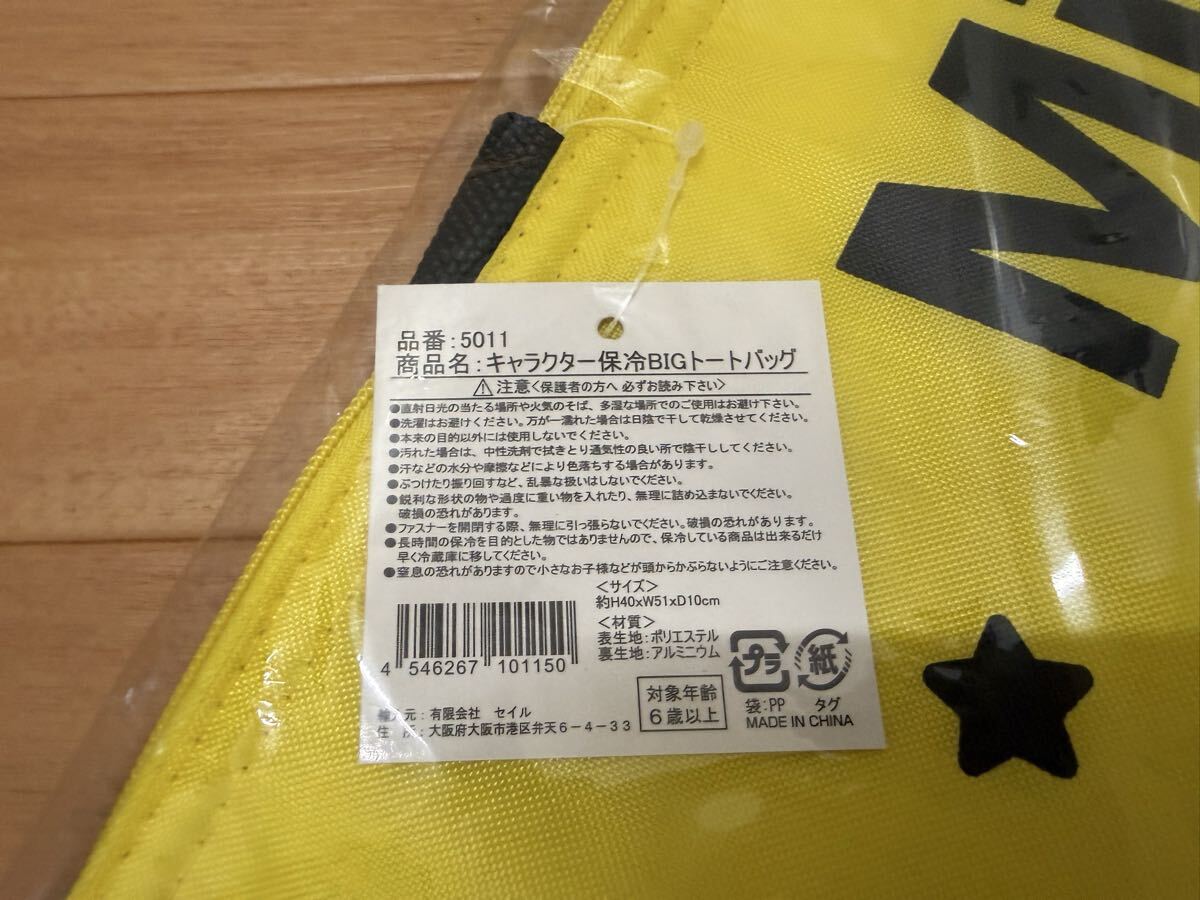 Mi
品番:5011
商品名:キャラクター保冷BIGトートバッグ
⚠注意<保護者の方へ 必ずお読み下さい>
●直射日光の当たる場所や火気のそば、多湿な場所でのご使用はお避け下さい。
●洗濯はお避けください。万が一濡れた場合は日陰で干して乾燥させてください。
●本来の目的以外には使用しないでください。
●汚れた場合は、中性洗剤で拭きとり通気性の良い所で陰干ししてください。
●汗などの水分や摩擦などにより色落ちする場合があります。
●ぶつけたり振り回すなど、乱暴な扱いはしないでください。
●鋭利な形状の物や過度に重い物を入れたり、無理に詰め込まないでください。
破損の恐れがあります。
●ファスナーを開閉する際、無理に引っ張らないでください。破損の恐れがあります。
●長時間の保冷を目的とした物ではありませんので、保冷している商品は出来るだけ
早く冷蔵庫に移してください。
●窒息の恐れがありますので小さなお子様などが頭からかぶらないようにご注意ください。
<サイズ>
約H40xW51xD10cm
<材質>
表生地:ポリエステル
裏生地:アルミニウム
4 546267 101150
プラ
紙
袋:PP タグ
MADE IN CHINA
対象年齢
6歳以上
輸入元:有限会社 セイル
住 所:大阪府大阪市港区弁天6-4-33